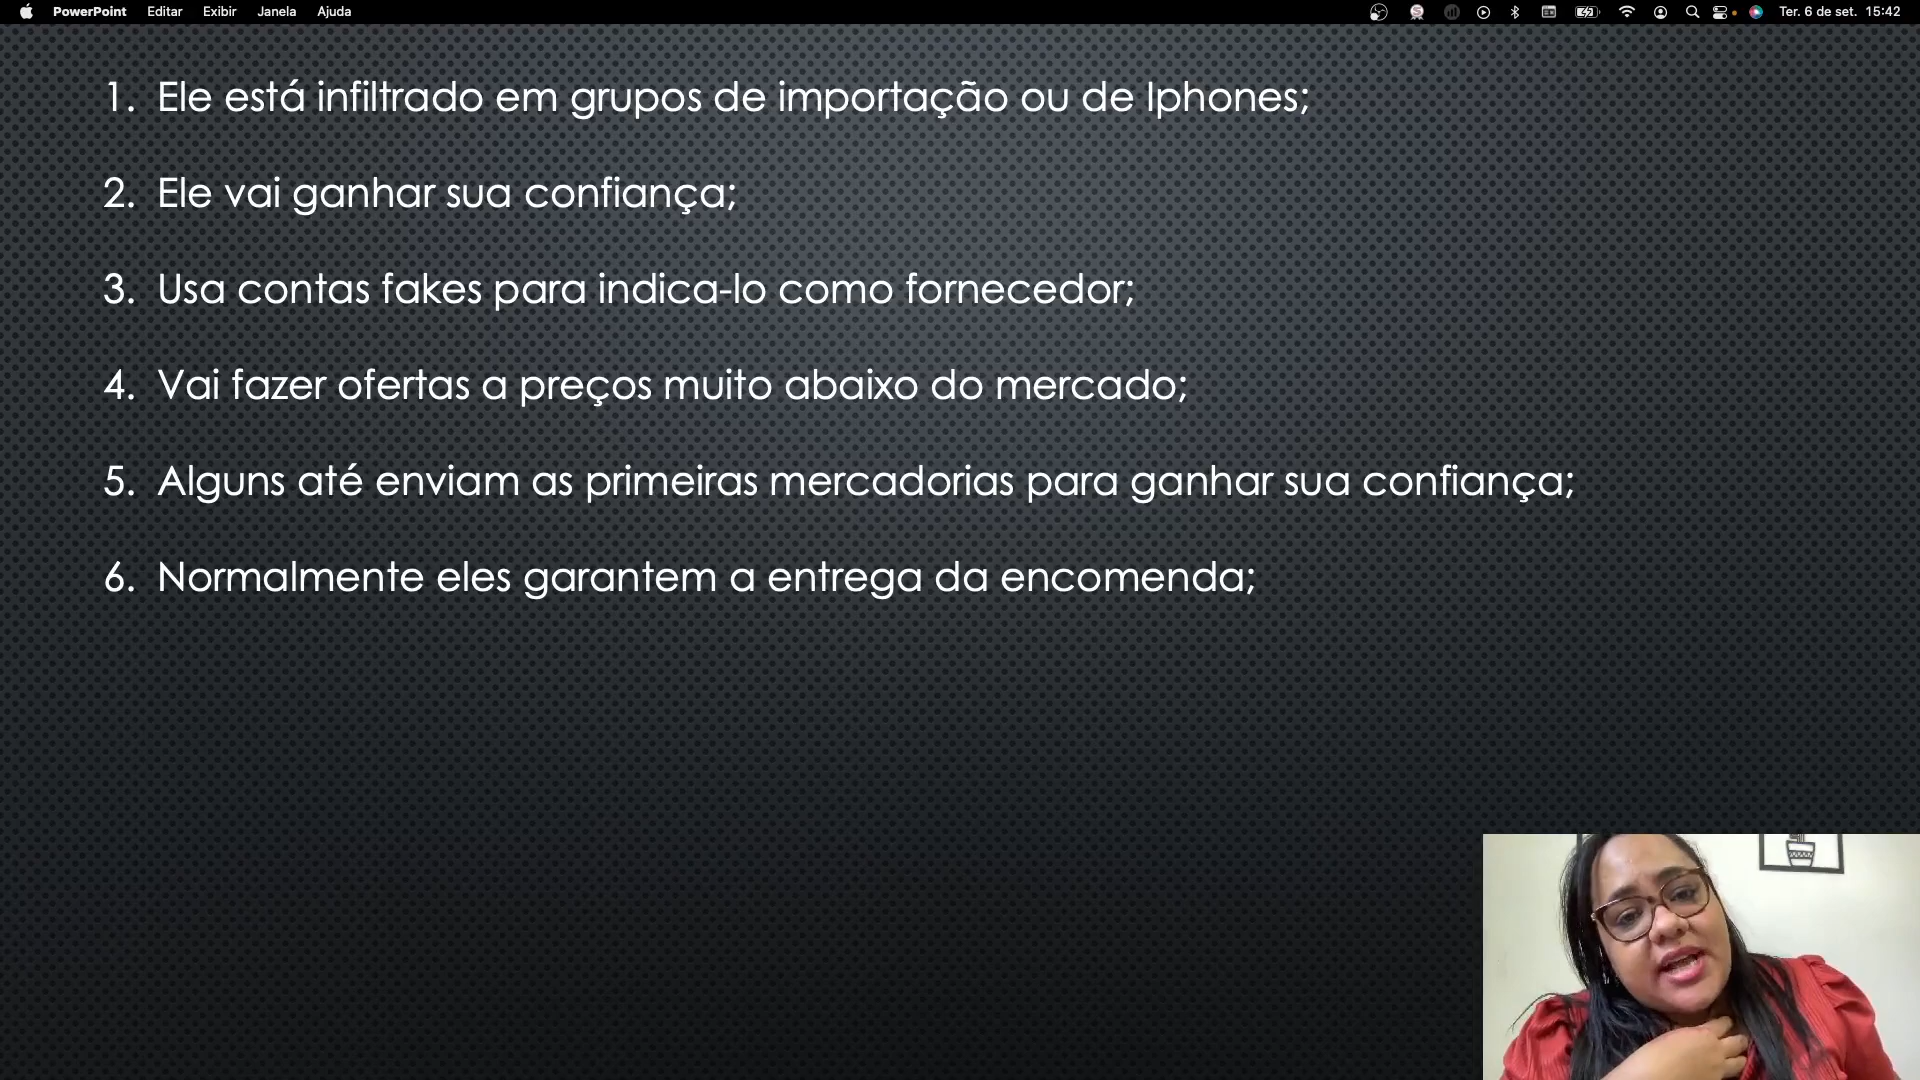 PowerPoint Editar Exibir Janela Ajuda Ter. 6 de set. 15:42
1. Ele está infiltrado em grupos de importação ou de Iphones;
2. Ele vai ganhar sua confiança;
3. Usa contas fakes para indica-lo como fornecedor;
4. Vai fazer ofertas a preços muito abaixo do mercado;
5. Alguns até enviam as primeiras mercadorias para ganhar sua confiança;
6. Normalmente eles garantem a entrega da encomenda;